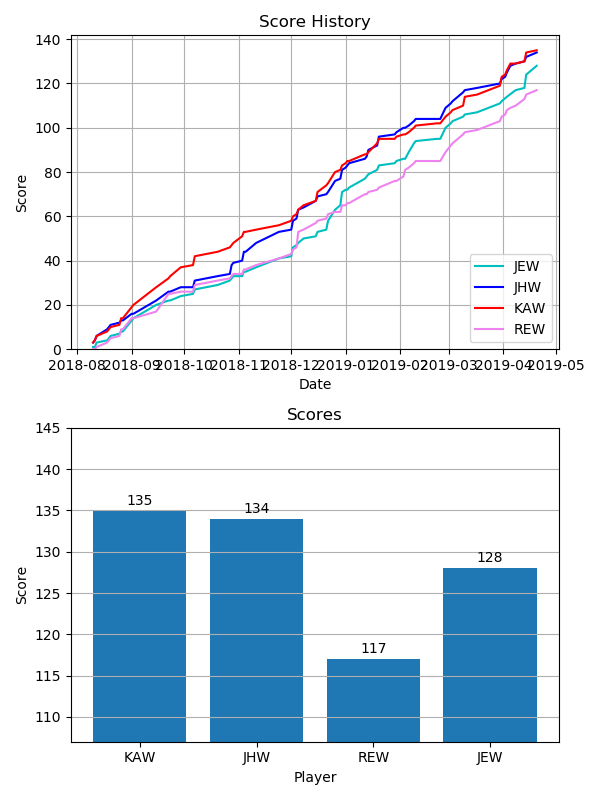 Score History
140
120
100
80
60
40
20
0
Score
JEW
JHW
KAW
REW
2018-08 2018-09 2018-10 2018-11 2018-12 2019-01 2019-02 2019-03 2019-04 2019-05
Date
Scores
145
140
135
130
125
120
115
110
Score
135
134
128
117
KAW JHW REW JEW
Player